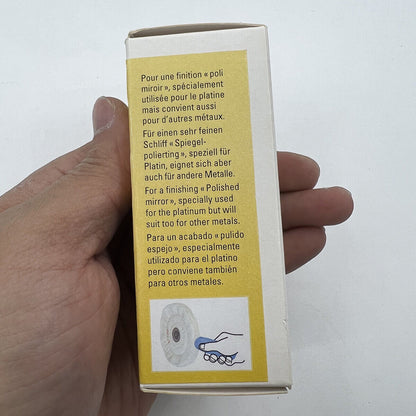 Pour une finition « poli
miroir », spécialement
utilisée pour le platine
mais convient aussi
pour d'autres métaux.
Für einen sehr feinen
Schliff « Spiegel-
polierting », speziell für
Platin, eignet sich aber
auch für andere Metalle.
For a finishing « Polished
mirror », specially used
for the platinum but will
suit too for other metals.
Para un acabado « pulido
espejo », especialmente
utilizado para el platino
pero conviene también
para otros metales.